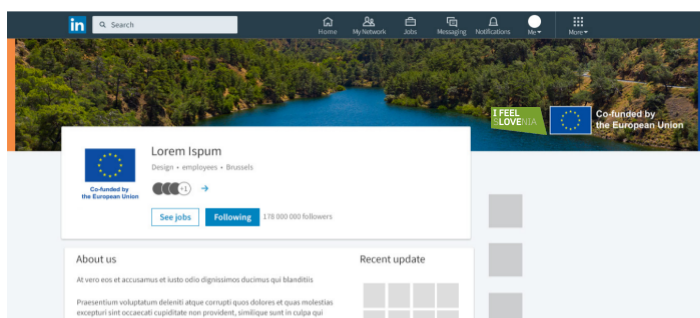 in
Search
Home
My Network
Jobs
Messaging
Notifications
Me
More
I FEEL
SLOVENIA
Co-funded by
the European Union
Co-funded by
the European Union
Lorem Ispum
Design • employees • Brussels
+1
See jobs
Following
178 000 000 followers
About us
At vero eos et accusamus et iusto odio dignissimos ducimus qui blanditiis
Praesentium voluptatum deleniti atque corrupti quos dolores et quas molestias
excepturi sint occaecati cupiditate non provident, similique sunt in culpa qui
Recent update